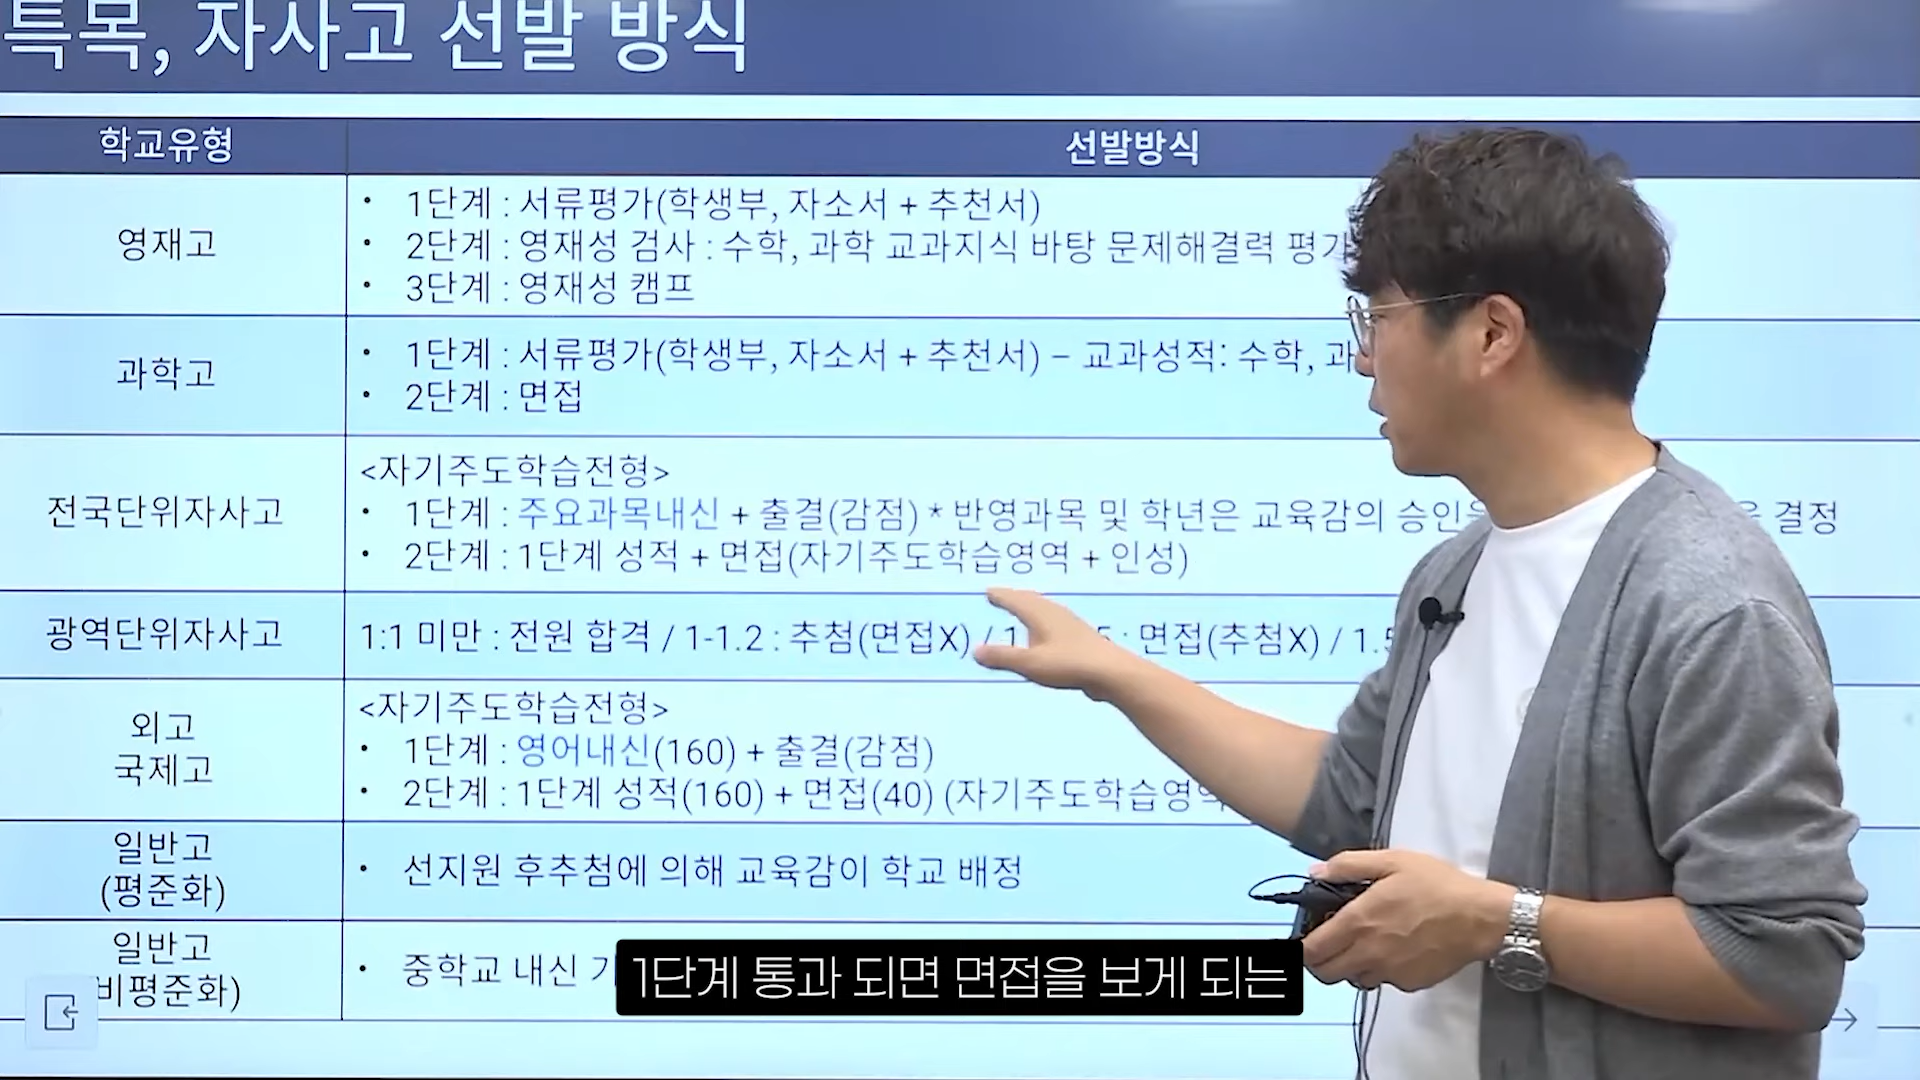 특목, 자사고 선발 방식
학교유형
선발방식
영재고
• 1단계 : 서류평가(학생부, 자소서 + 추천서)
• 2단계 : 영재성 검사 : 수학, 과학 교과지식 바탕 문제해결력 평가
• 3단계 : 영재성 캠프
과학고
• 1단계 : 서류평가(학생부, 자소서 + 추천서) – 교과성적: 수학, 과
• 2단계 : 면접
전국단위자사고
<자기주도학습전형>
• 1단계 : 주요과목내신 + 출결(감점) * 반영과목 및 학년은 교육감의 승인 결정
• 2단계 : 1단계 성적 + 면접(자기주도학습영역 + 인성)
광역단위자사고
1:1 미만 : 전원 합격 / 1-1.2 : 추첨(면접X) / 1 5 : 면접(추첨X) / 1.5
외고
국제고
<자기주도학습전형>
• 1단계 : 영어내신(160) + 출결(감점)
• 2단계 : 1단계 성적(160) + 면접(40) (자기주도학습영역
일반고
(평준화)
• 선지원 후추첨에 의해 교육감이 학교 배정
일반고
비평준화)
• 중학교 내신
1단계 통과 되면 면접을 보게 되는